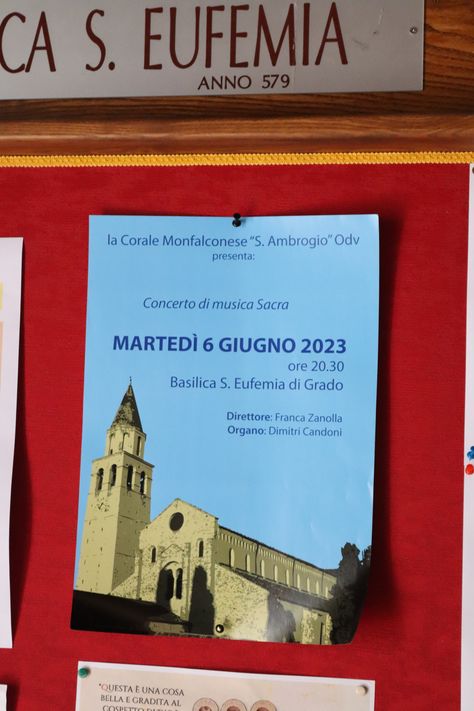 CA S. EUFEMIA
ANNO 579
la Corale Monfalconese "S. Ambrogio" Odv
presenta:
Concerto di musica Sacra
MARTEDÌ 6 GIUGNO 2023
ore 20.30
Basilica S. Eufemia di Grado
Direttore: Franca Zanolla
Organo: Dimitri Candoni
"QUESTA È UNA COSA
BELLA E GRADITA AL